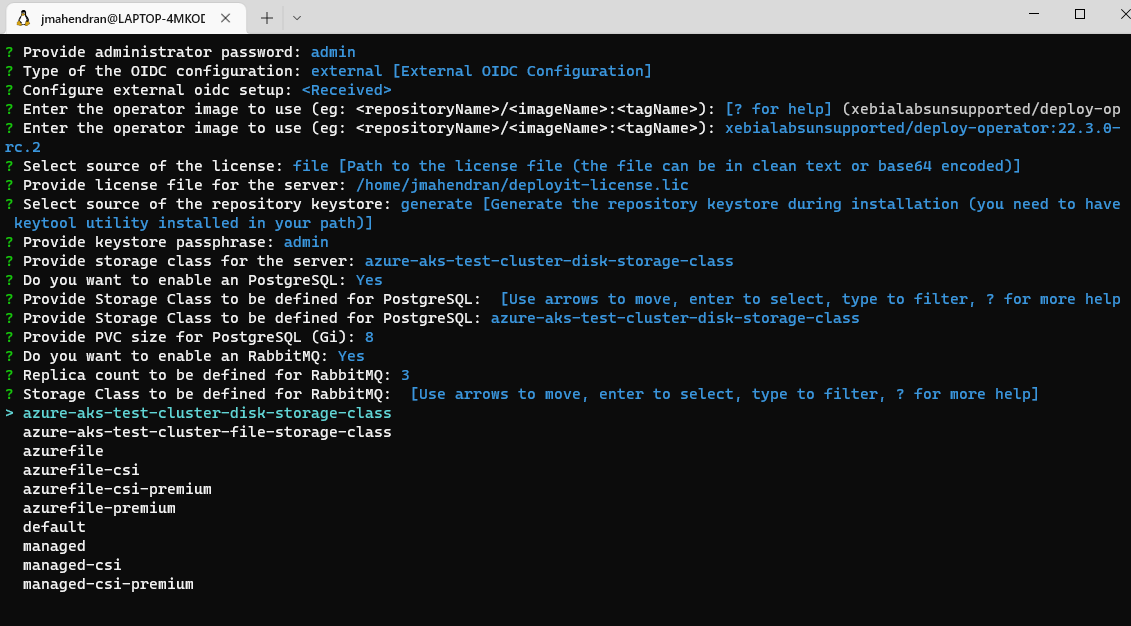 jmahendran@LAPTOP-4MKOD
? Provide administrator password: admin
? Type of the OIDC configuration: external [External OIDC Configuration]
? Configure external oidc setup: <Received>
? Enter the operator image to use (eg: <repositoryName>/<imageName>:<tagName>): [? for help] (xebialabsunsupported/deploy-op
? Enter the operator image to use (eg: <repositoryName>/<imageName>:<tagName>): xebialabsunsupported/deploy-operator:22.3.0-
rc.2
? Select source of the license: file [Path to the license file (the file can be in clean text or base64 encoded)]
? Provide license file for the server: /home/jmahendran/deployit-license.lic
? Select source of the repository keystore: generate [Generate the repository keystore during installation (you need to have
keytool utility installed in your path)]
? Provide keystore passphrase: admin
? Provide storage class for the server: azure-aks-test-cluster-disk-storage-class
? Do you want to enable an PostgreSQL: Yes
? Provide Storage Class to be defined for PostgreSQL:  [Use arrows to move, enter to select, type to filter, ? for more help
? Provide Storage Class to be defined for PostgreSQL: azure-aks-test-cluster-disk-storage-class
? Provide PVC size for PostgreSQL (Gi): 8
? Do you want to enable an RabbitMQ: Yes
? Replica count to be defined for RabbitMQ: 3
? Storage Class to be defined for RabbitMQ:  [Use arrows to move, enter to select, type to filter, ? for more help]
> azure-aks-test-cluster-disk-storage-class
azure-aks-test-cluster-file-storage-class
azurefile
azurefile-csi
azurefile-csi-premium
azurefile-premium
default
managed
managed-csi
managed-csi-premium